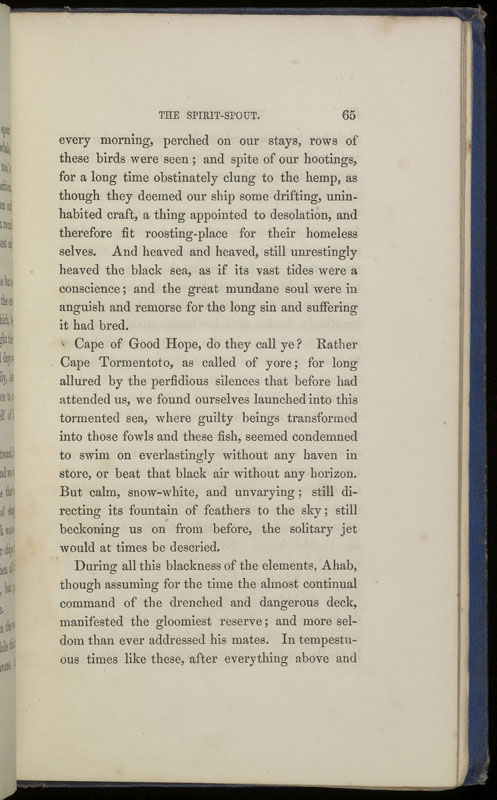 THE SPIRIT-SPOUT. 65
every morning, perched on our stays, rows of
these birds were seen; and spite of our hootings,
for a long time obstinately clung to the hemp, as
though they deemed our ship some drifting, unin-
habited craft, a thing appointed to desolation, and
therefore fit roosting-place for their homeless
selves. And heaved and heaved, still unrestingly
heaved the black sea, as if its vast tides were a
conscience; and the great mundane soul were in
anguish and remorse for the long sin and suffering
it had bred.
Cape of Good Hope, do they call ye? Rather
Cape Tormentoto, as called of yore; for long
allured by the perfidious silences that before had
attended us, we found ourselves launched into this
tormented sea, where guilty beings transformed
into those fowls and these fish, seemed condemned
to swim on everlastingly without any haven in
store, or beat that black air without any horizon.
But calm, snow-white, and unvarying; still di-
recting its fountain of feathers to the sky; still
beckoning us on from before, the solitary jet
would at times be descried.
During all this blackness of the elements, Ahab,
though assuming for the time the almost continual
command of the drenched and dangerous deck,
manifested the gloomiest reserve; and more sel-
dom than ever addressed his mates. In tempestu-
ous times like these, after everything above and